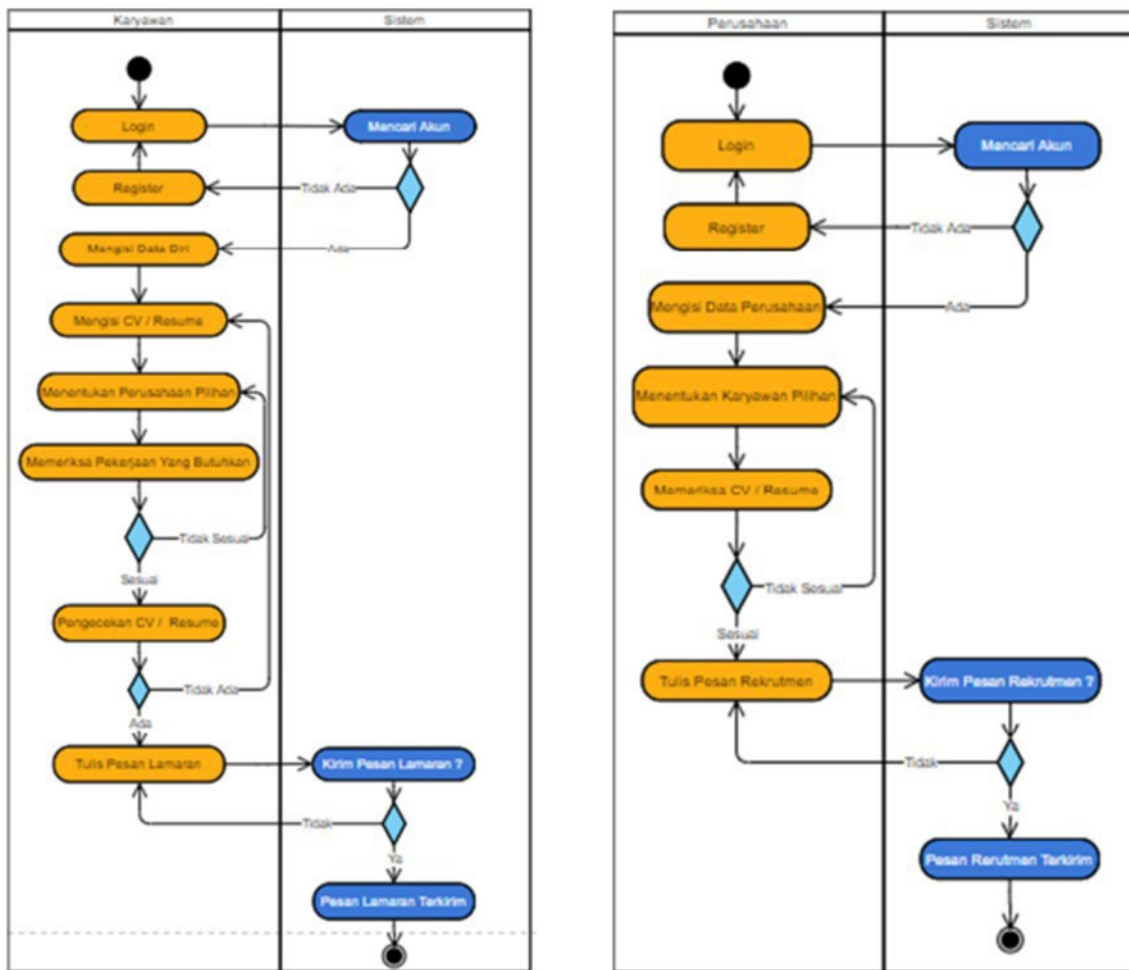 Karyawan
Sistem
Login
Mencari Akun
Register
Tidak Ada
Mengisi Data Diri
Ada
Mengisi CV / Resume
Menentukan Perusahaan Pilihan
Memeriksa Pekerjaan Yang Butuhkan
Tidak Sesuai
Sesuai
Pengecekan CV / Resume
Tidak Ada
Ada
Tulis Pesan Lamaran
Kirim Pesan Lamaran ?
Tidak
Ya
Pesan Lamaran Terkirim
Perusahaan
Sistem
Login
Mencari Akun
Register
Tidak Ada
Mengisi Data Perusahaan
Ada
Menentukan Karyawan Pilihan
Memeriksa CV / Resume
Tidak Sesuai
Sesuai
Tulis Pesan Rekrutmen
Kirim Pesan Rekrutmen ?
Tidak
Ya
Pesan Rerutmen Terkirim